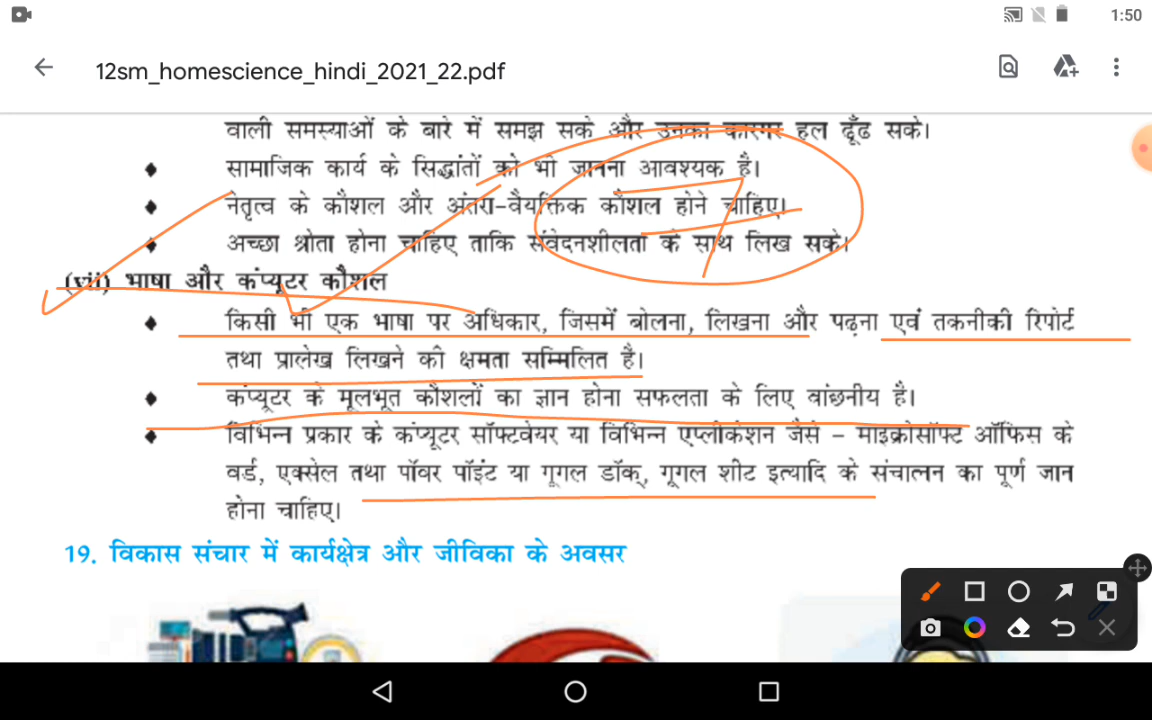 1:50
12sm_homescience_hindi_2021_22.pdf
वाली समस्याओं के बारे में समझ सके और उनका कारगर हल ढूँढ सके।
♦ सामाजिक कार्य के सिद्धांतों को भी जानना आवश्यक है।
♦ नेतृत्व के कौशल और अंतरा-वैयक्तिक कौशल होने चाहिए।
♦ अच्छा श्रोता होना चाहिए ताकि संवेदनशीलता के साथ लिख सके।
(vii) भाषा और कंप्यूटर कौशल
♦ किसी भी एक भाषा पर अधिकार, जिसमें बोलना, लिखना और पढ़ना एवं तकनीकी रिपोर्ट
तथा प्रालेख लिखने की क्षमता सम्मिलित है।
♦ कंप्यूटर के मूलभूत कौशलों का ज्ञान होना सफलता के लिए वांछनीय है।
♦ विभिन्न प्रकार के कंप्यूटर सॉफ्टवेयर या विभिन्न एप्लीकेशन जैसे – माइक्रोसॉफ्ट ऑफिस के
वर्ड, एक्सेल तथा पॉवर पॉइंट या गूगल डॉक्, गूगल शीट इत्यादि के संचालन का पूर्ण जान
होना चाहिए।
19. विकास संचार में कार्यक्षेत्र और जीविका के अवसर